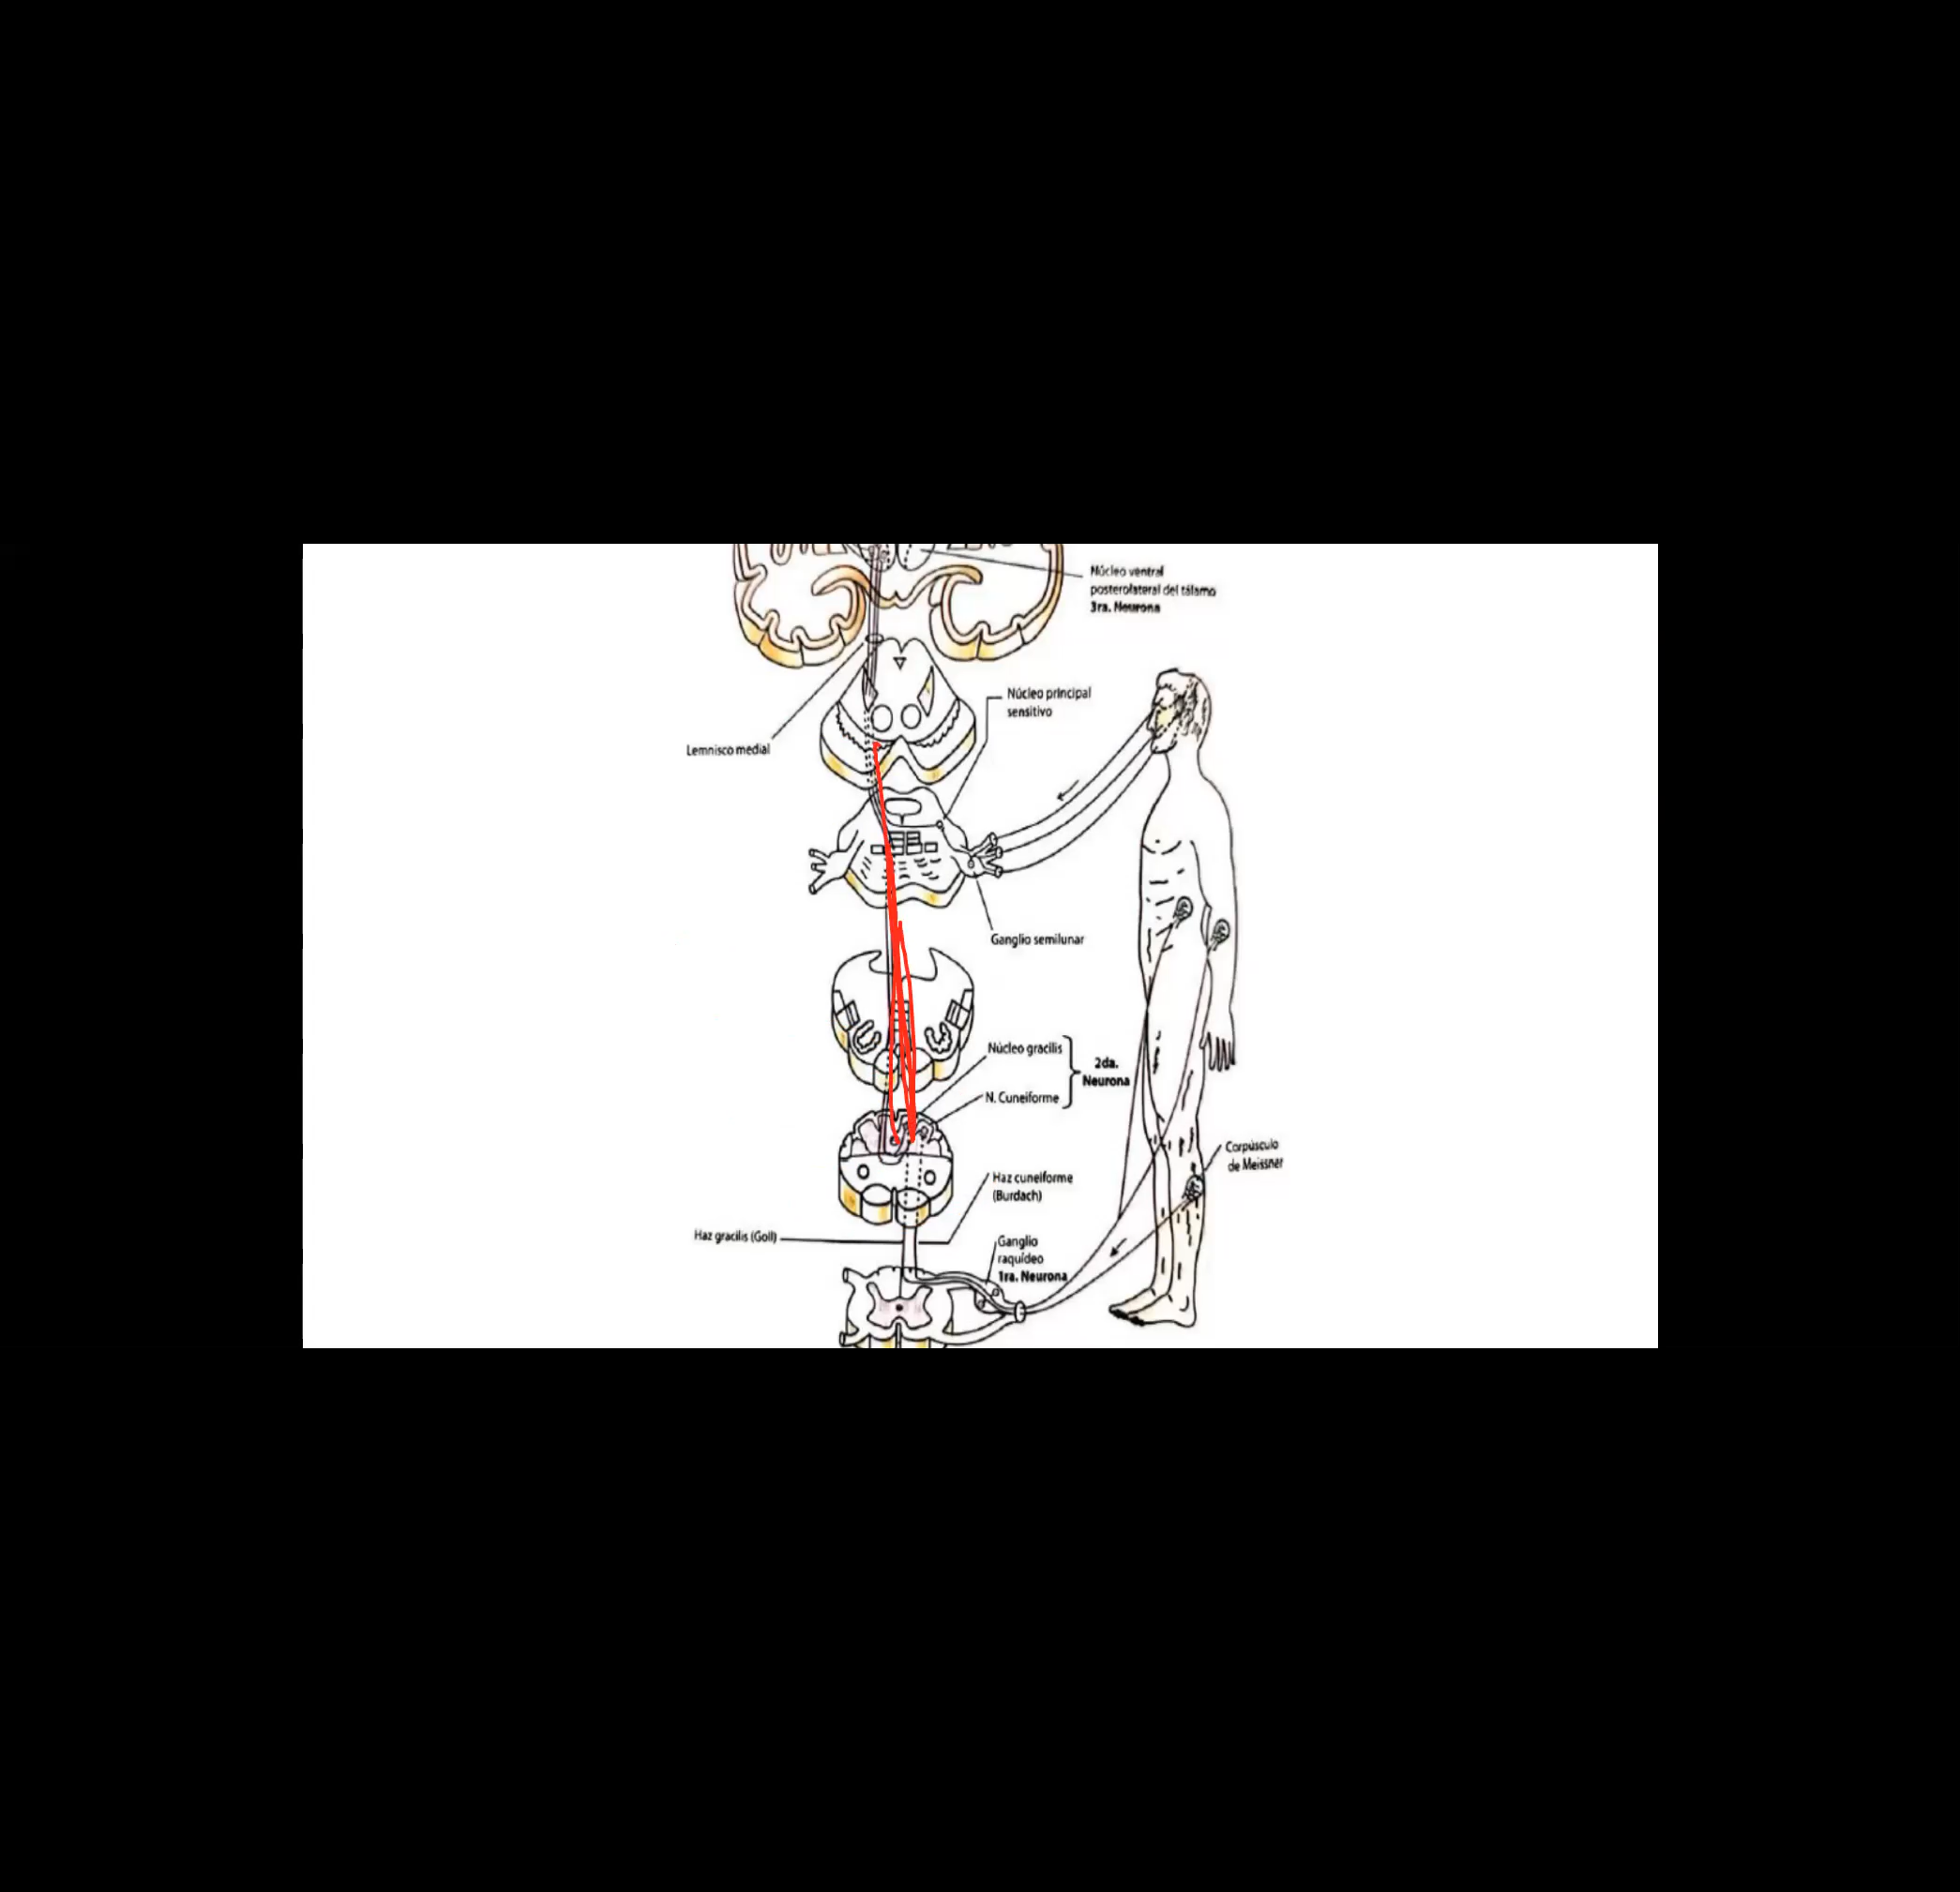 Núcleo ventral
posterolateral del tálamo
3ra. Neurona
Núcleo principal
sensitivo
Lemnisco medial
Ganglio semilunar
Núcleo gracilis
2da.
Neurona
N. Cuneiforme
Corpúsculo
de Meissner
Haz cuneiforme
(Burdach)
Haz gracilis (Goll)
Ganglio
raquídeo
1ra. Neurona